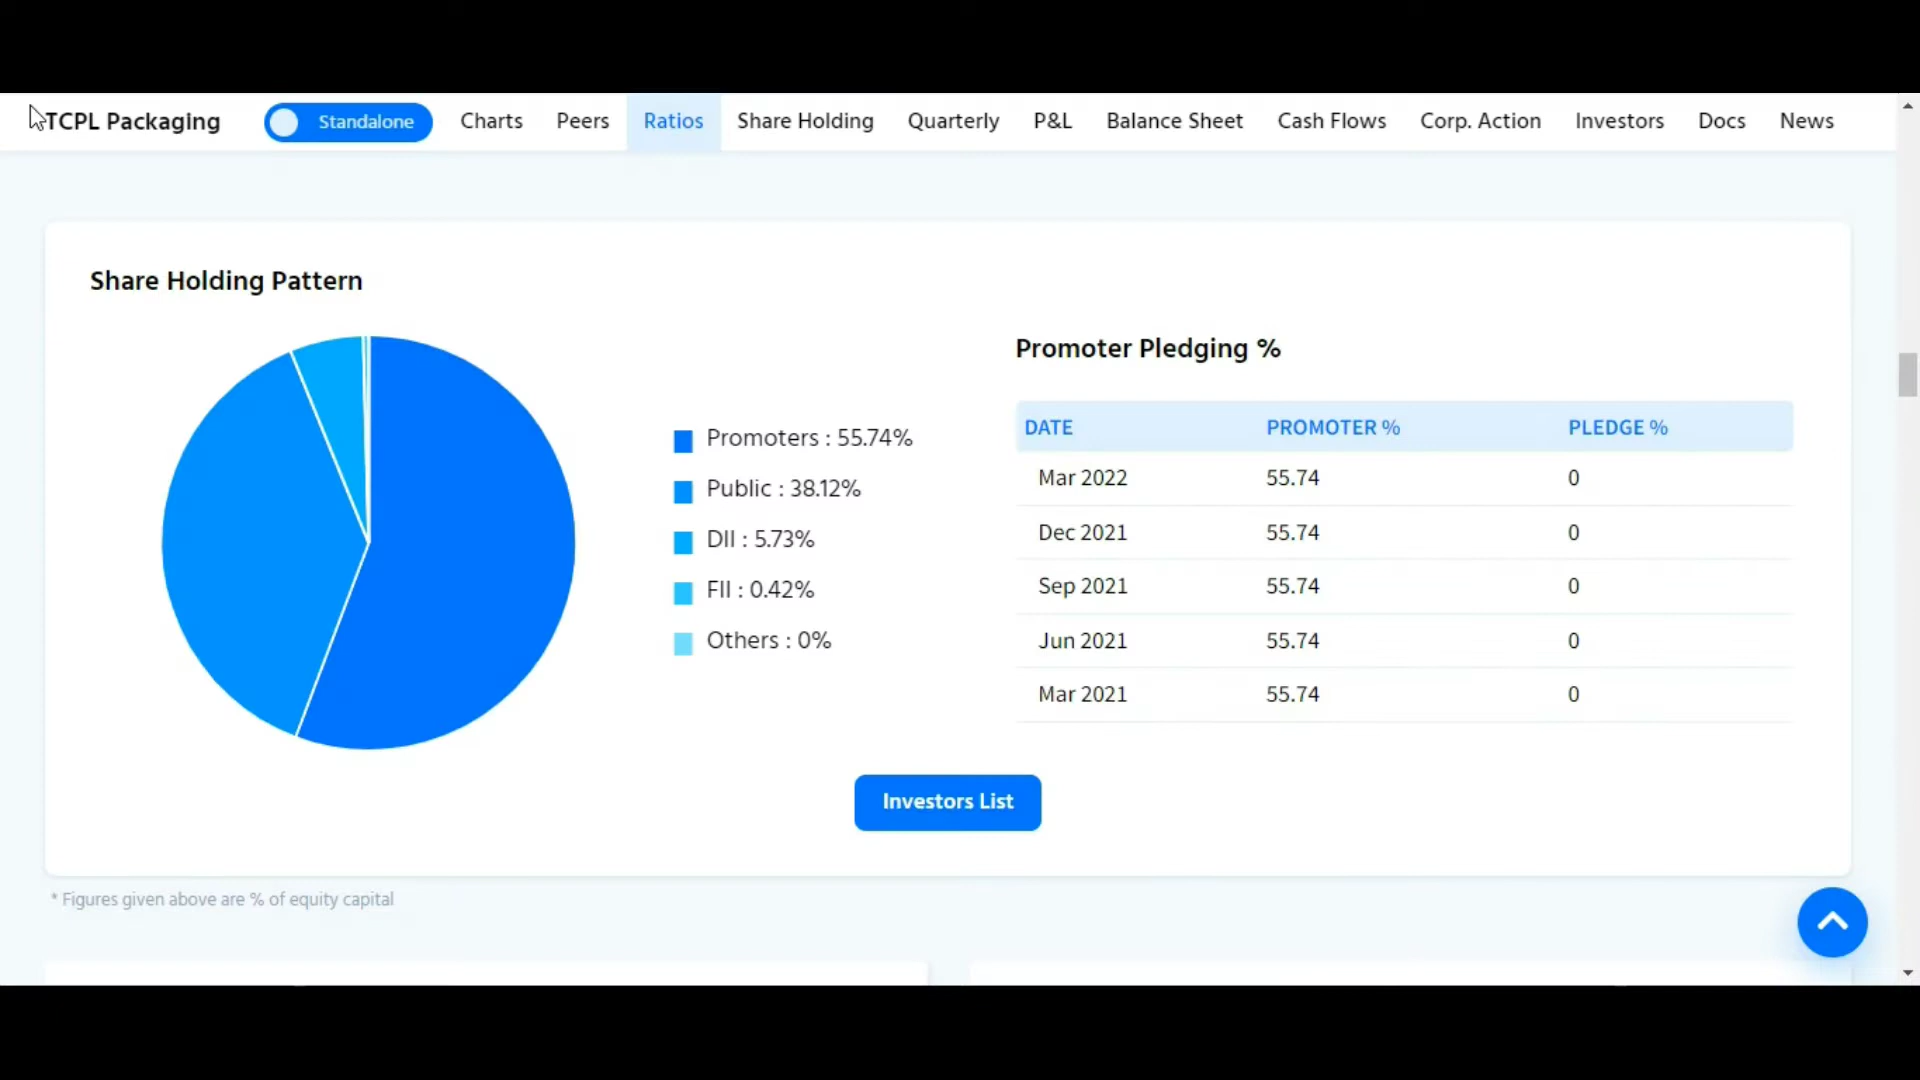 TCPL Packaging Standalone Charts Peers Ratios Share Holding Quarterly P&L Balance Sheet Cash Flows Corp. Action Investors Docs News
Share Holding Pattern
Promoters : 55.74%
Public : 38.12%
DII : 5.73%
FII : 0.42%
Others : 0%
Promoter Pledging %
DATE PROMOTER % PLEDGE %
Mar 2022 55.74 0
Dec 2021 55.74 0
Sep 2021 55.74 0
Jun 2021 55.74 0
Mar 2021 55.74 0
Investors List
* Figures given above are % of equity capital